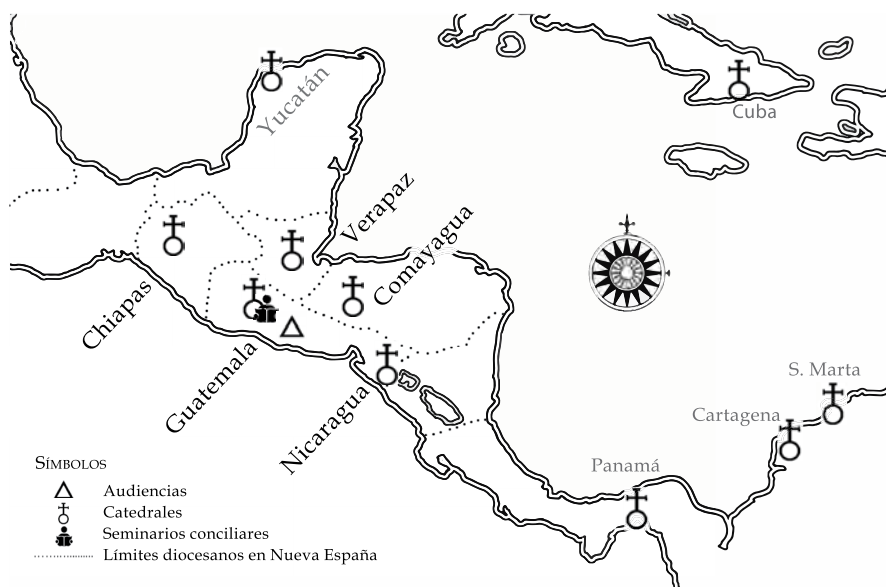 Yucatán
Cuba
Verapaz
Comayagua
Chiapas
Guatemala
Nicaragua
S. Marta
Cartagena
Panamá
SÍMBOLOS
Audiencias
Catedrales
Seminarios conciliares
Límites diocesanos en Nueva España